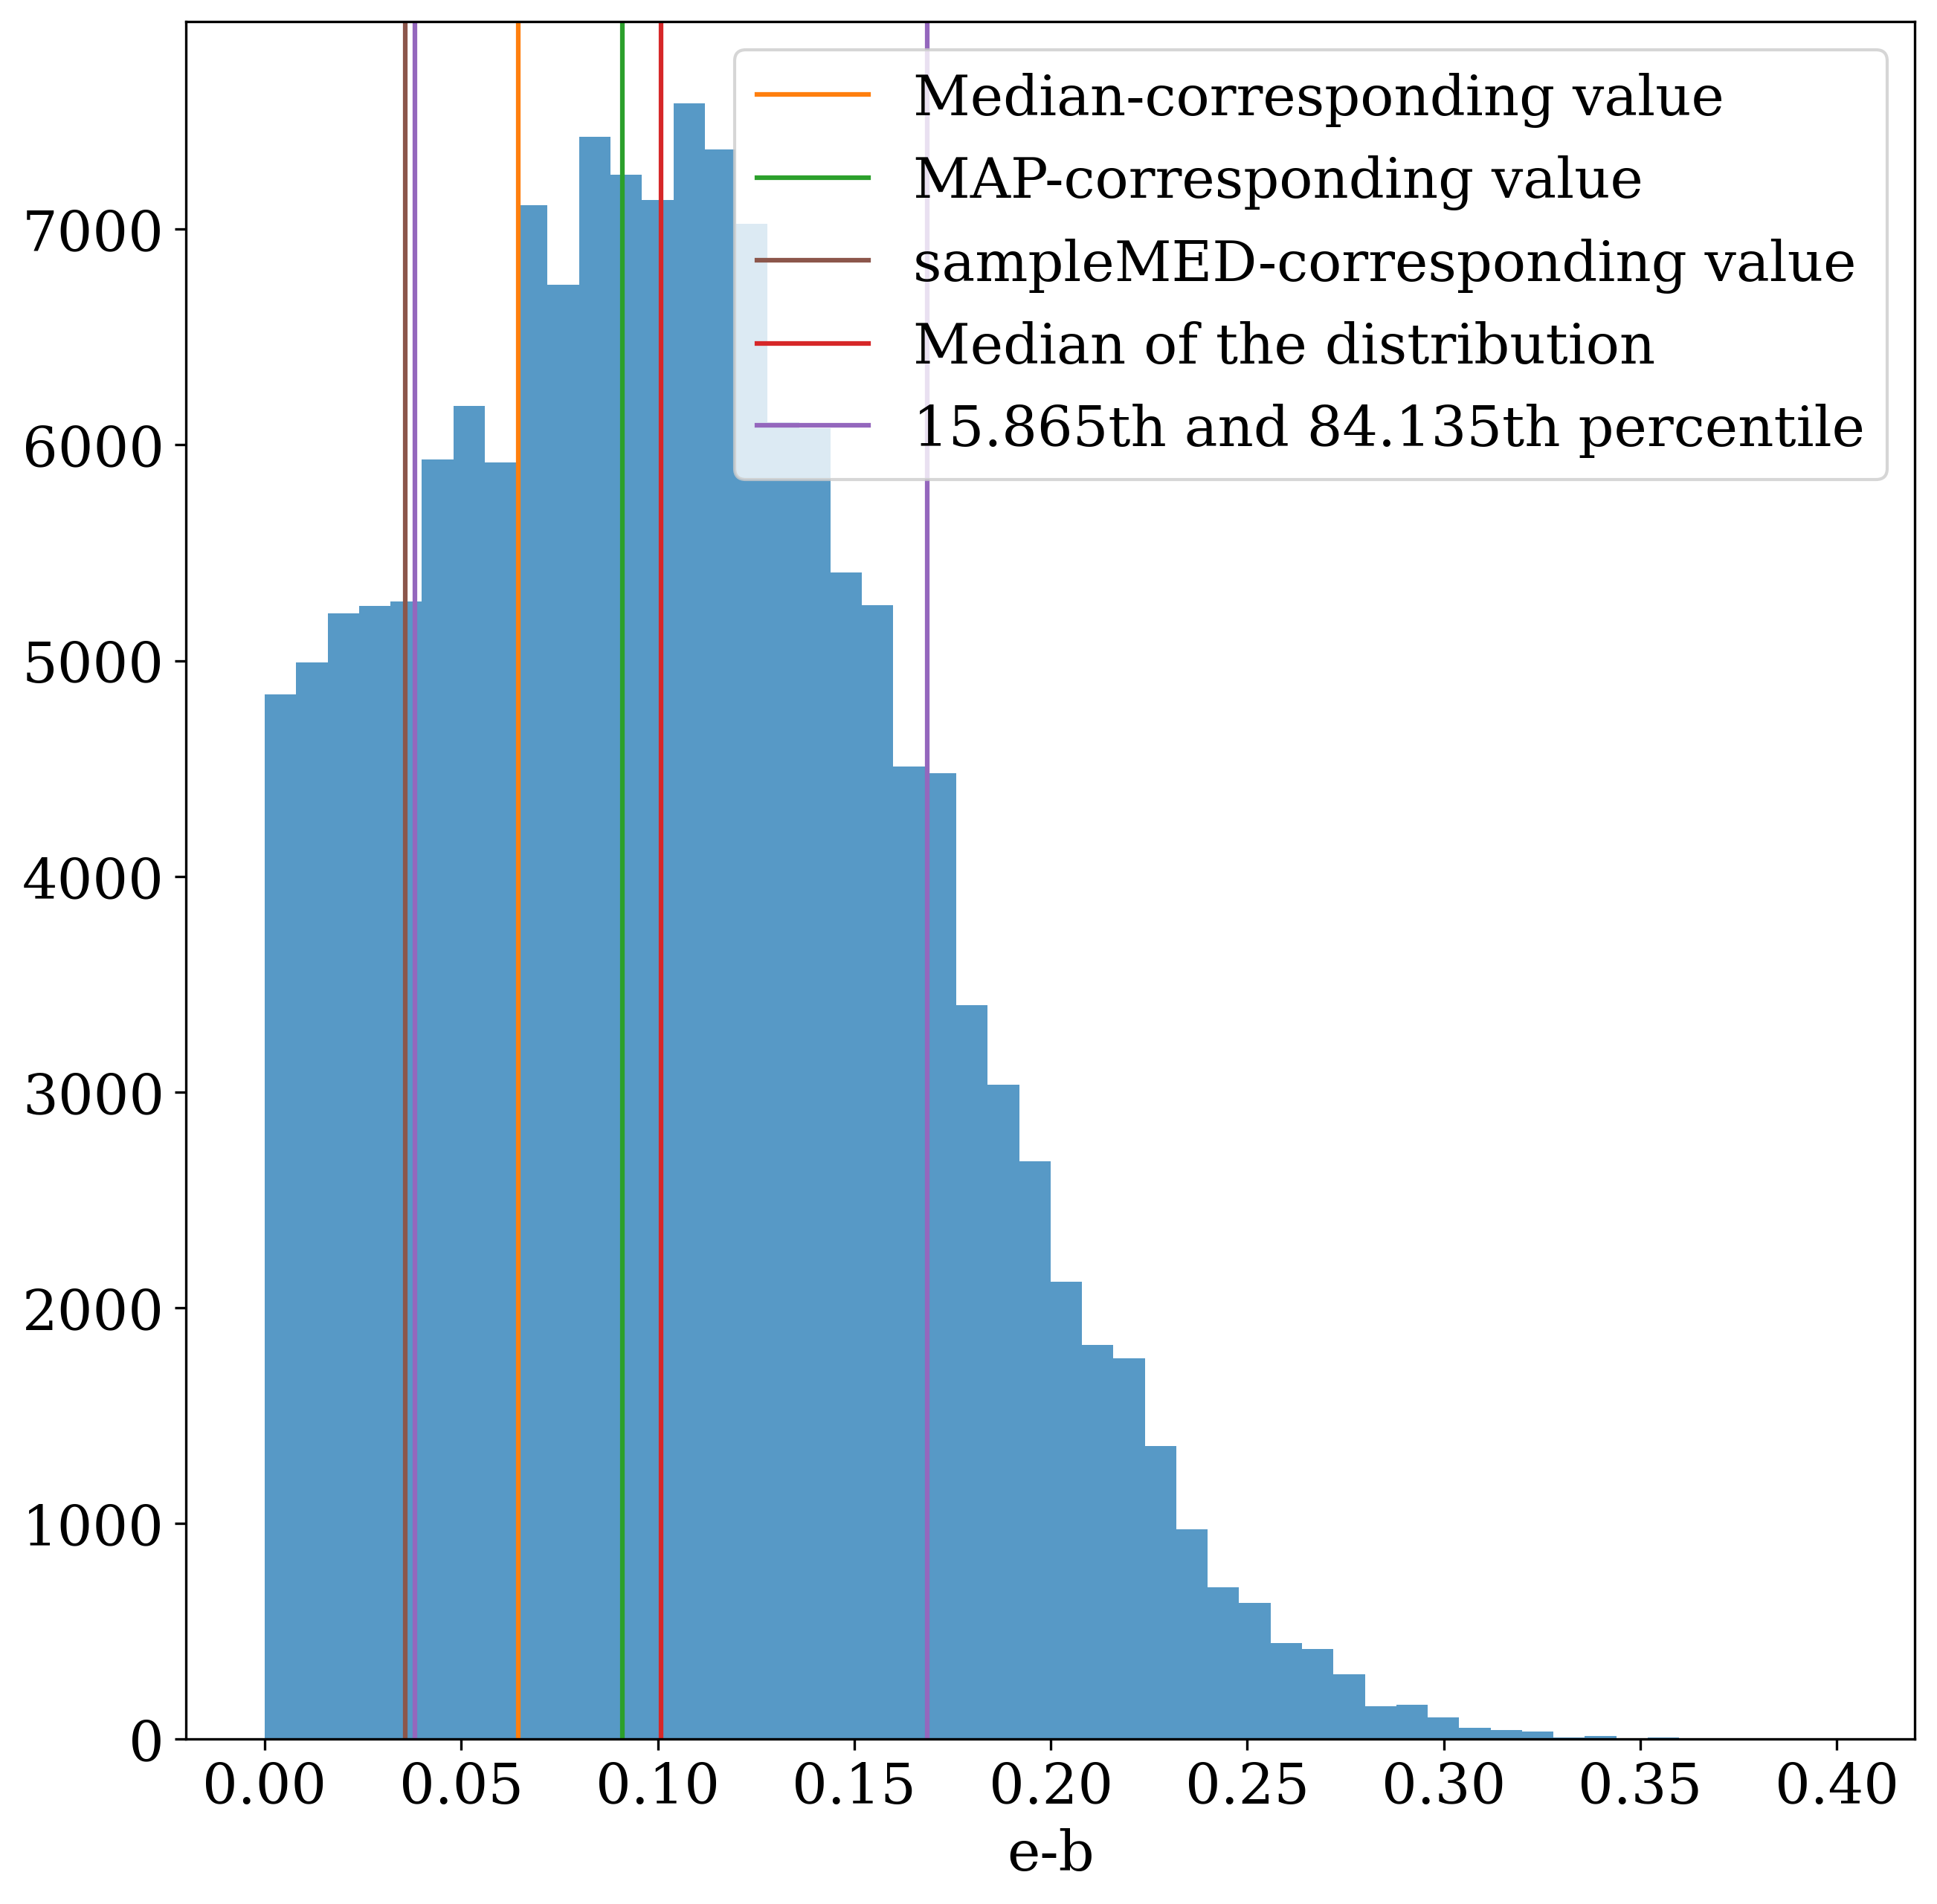 Median-corresponding value
MAP-corresponding value
sampleMED-corresponding value
Median of the distribution
15.865th and 84.135th percentile
7000
6000
5000
4000
3000
2000
1000
0
0.00 0.05 0.10 0.15 0.20 0.25 0.30 0.35 0.40
e-b